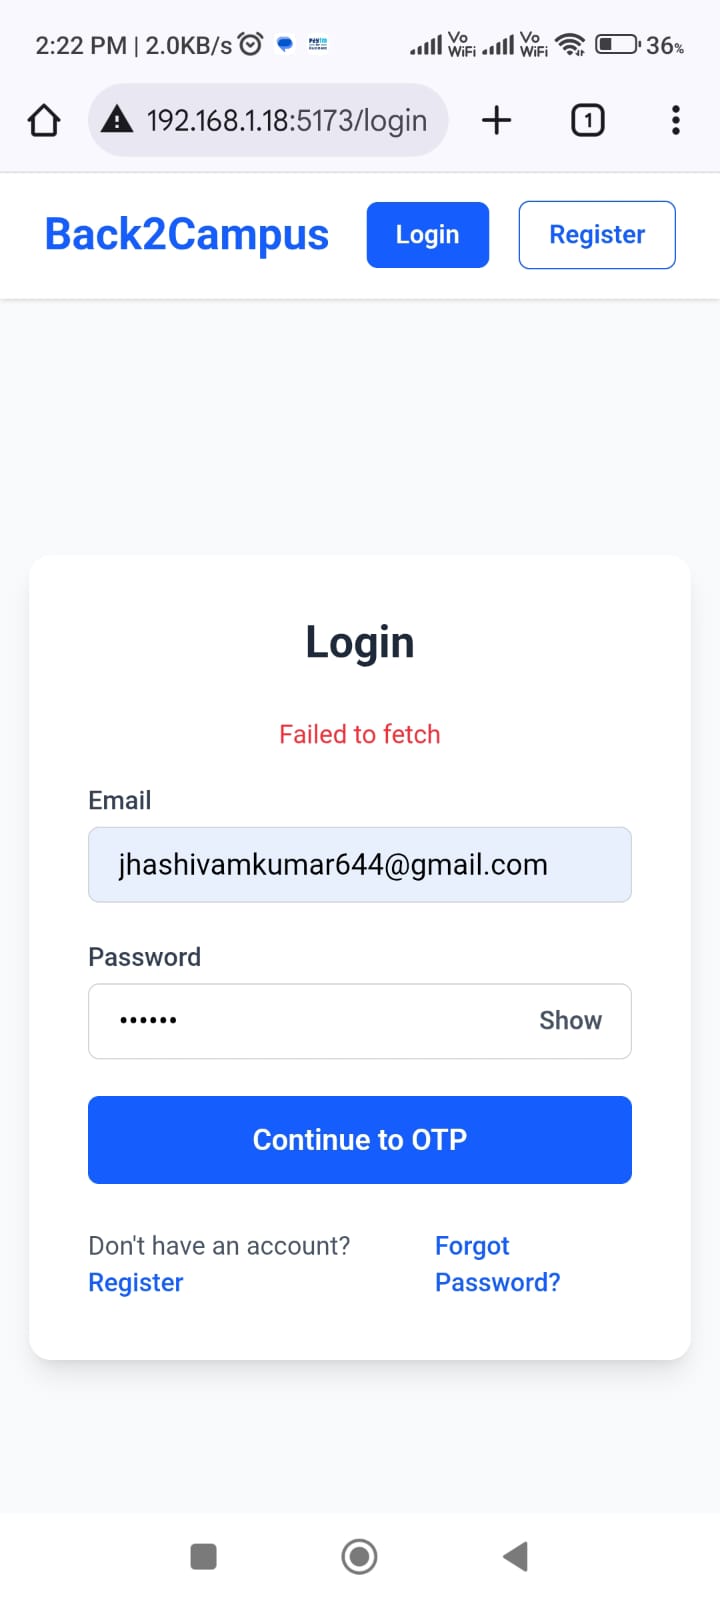 2:22 PM | 2.0KB/s
Vo WiFi Vo WiFi 36%
192.168.1.18:5173/login
1
Back2Campus
Login
Register
Login
Failed to fetch
Email
jhashivamkumar644@gmail.com
Password
••••••
Show
Continue to OTP
Don't have an account?
Register
Forgot
Password?